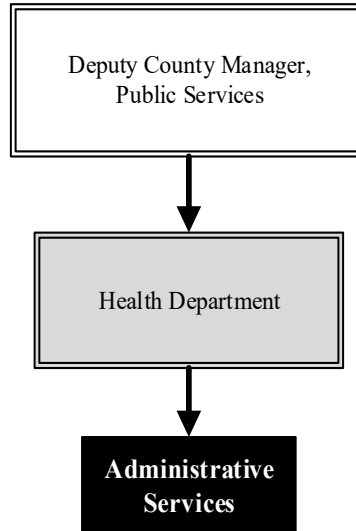 Deputy County Manager,
Public Services
Health Department
Administrative
Services